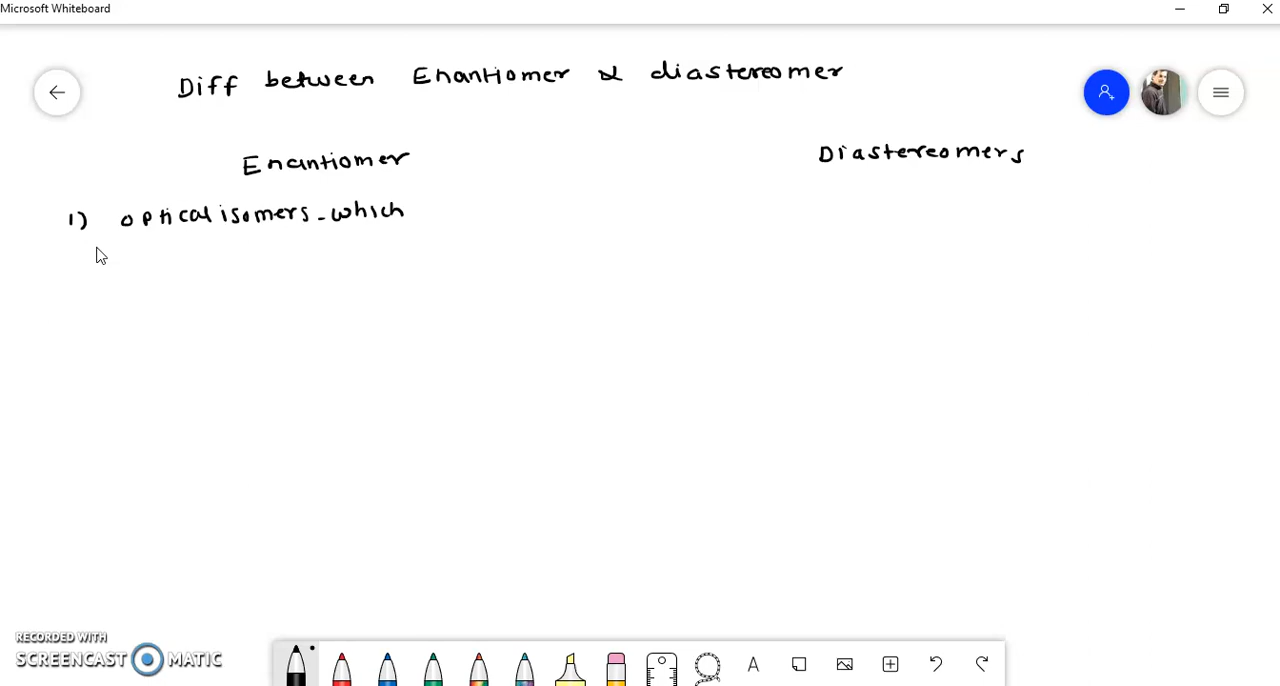 Microsoft Whiteboard
Diff between Enantiomer & diastereomer
Enantiomer
Diastereomers
1) optical isomers - which
RECORDED WITH
SCREENCAST MATIC
A